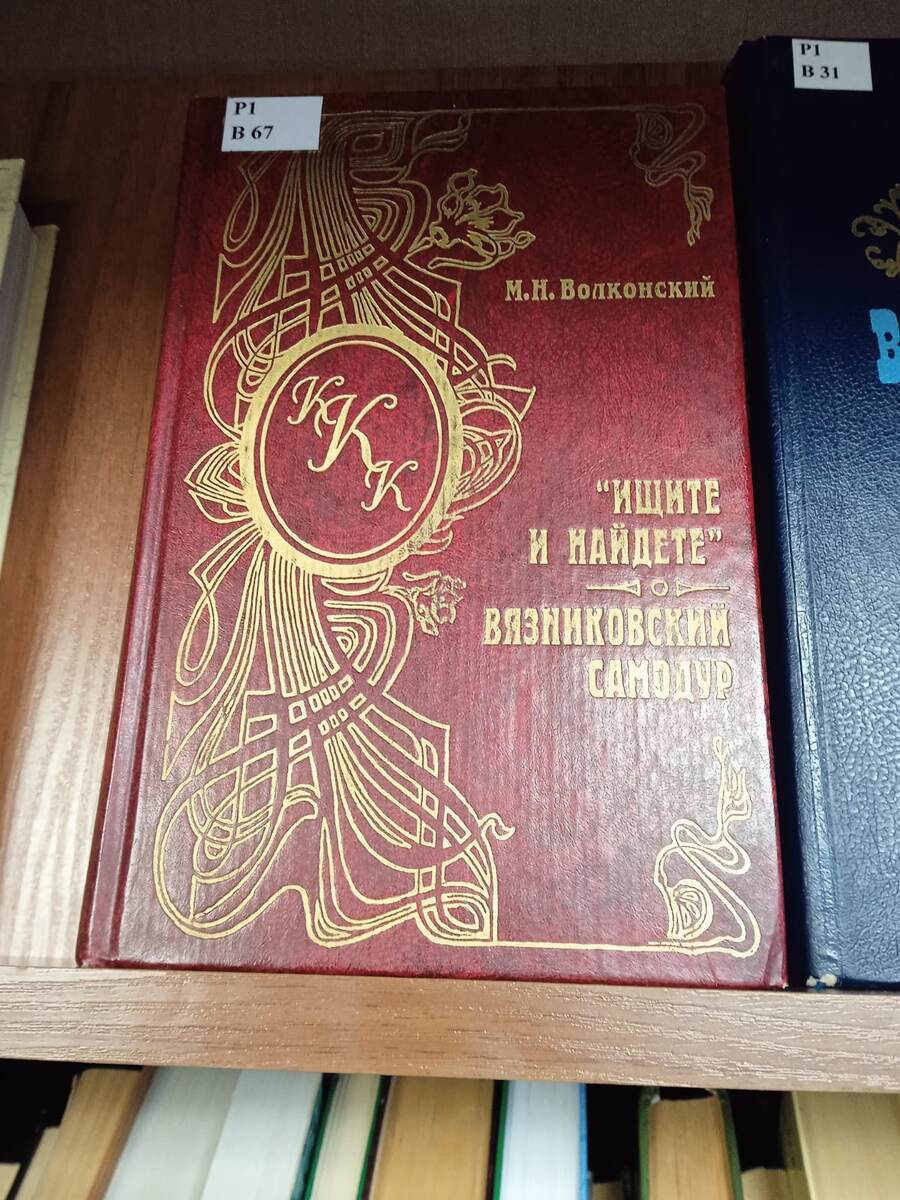 Р1
В 67
М.Н. Волконский
ККК
"ИЩИТЕ
И НАЙДЕТЕ"
ВЯЗНИКОВСКИЙ
САМОДУР
Р1
В 31
В